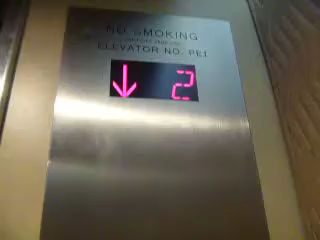 NO SMOKING
ELEVATOR NO. PE1
↓ 2